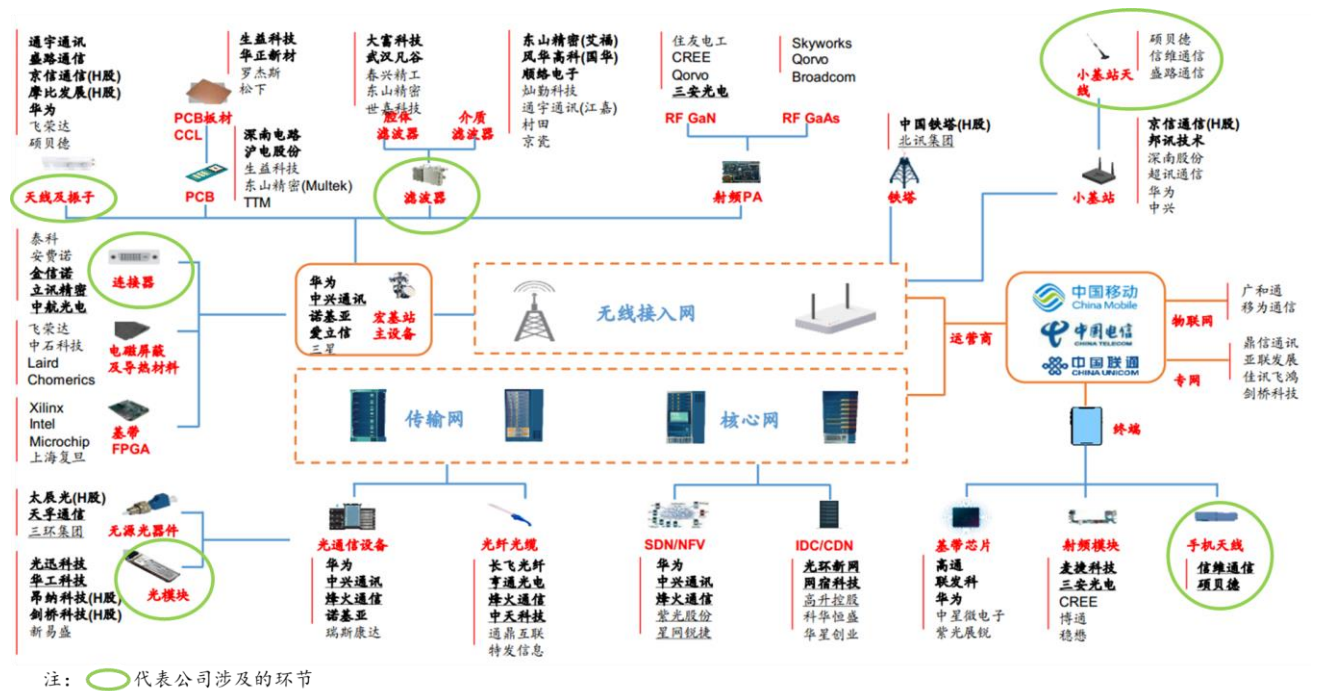 通宇通讯
盛路通信
京信通信(H股)
摩比发展(H股)
华为
飞荣达
硕贝德
天线及振子
生益科技
华正新材
罗杰斯
松下
PCB板材
CCL
深南电路
沪电股份
生益科技
东山精密(Multek)
TTM
PCB
大富科技
武汉凡谷
春兴精工
东山精密
世嘉科技
腔体
滤波器
介质
滤波器
滤波器
东山精密(艾福)
风华高科(国华)
顺络电子
灿勤科技
通宇通讯(江嘉)
村田
京瓷
住友电工
CREE
Qorvo
三安光电
RF GaN
Skyworks
Qorvo
Broadcom
RF GaAs
射频PA
中国铁塔(H股)
北讯集团
铁塔
小基站天
线
硕贝德
信维通信
盛路通信
京信通信(H股)
邦讯技术
深南股份
超讯通信
华为
中兴
小基站
泰科
安费诺
金信诺
立讯精密
中航光电
连接器
飞荣达
中石科技
Laird
Chomerics
电磁屏蔽
及导热材料
Xilinx
Intel
Microchip
上海复旦
基带
FPGA
华为
中兴通讯
诺基亚
爱立信
三星
宏基站
主设备
无线接入网
传输网
核心网
运营商
中国移动
China Mobile
中国电信
CHINA TELECOM
中国联通
CHINA UNICOM
物联网
广和通
移为通信
专网
鼎信通讯
亚联发展
佳讯飞鸿
剑桥科技
终端
太辰光(H股)
天孚通信
三环集团
无源光器件
光迅科技
华工科技
昂纳科技(H股)
剑桥科技(H股)
新易盛
光模块
光通信设备
华为
中兴通讯
烽火通信
诺基亚
瑞斯康达
光纤光缆
长飞光纤
亨通光电
烽火通信
中天科技
通鼎互联
特发信息
SDN/NFV
华为
中兴通讯
烽火通信
紫光股份
星网锐捷
IDC/CDN
光环新网
网宿科技
高升控股
科华恒盛
华星创业
基带芯片
高通
联发科
华为
中星微电子
紫光展锐
射频模块
麦捷科技
三安光电
CREE
博通
稳懋
手机天线
信维通信
硕贝德
注：代表公司涉及的环节